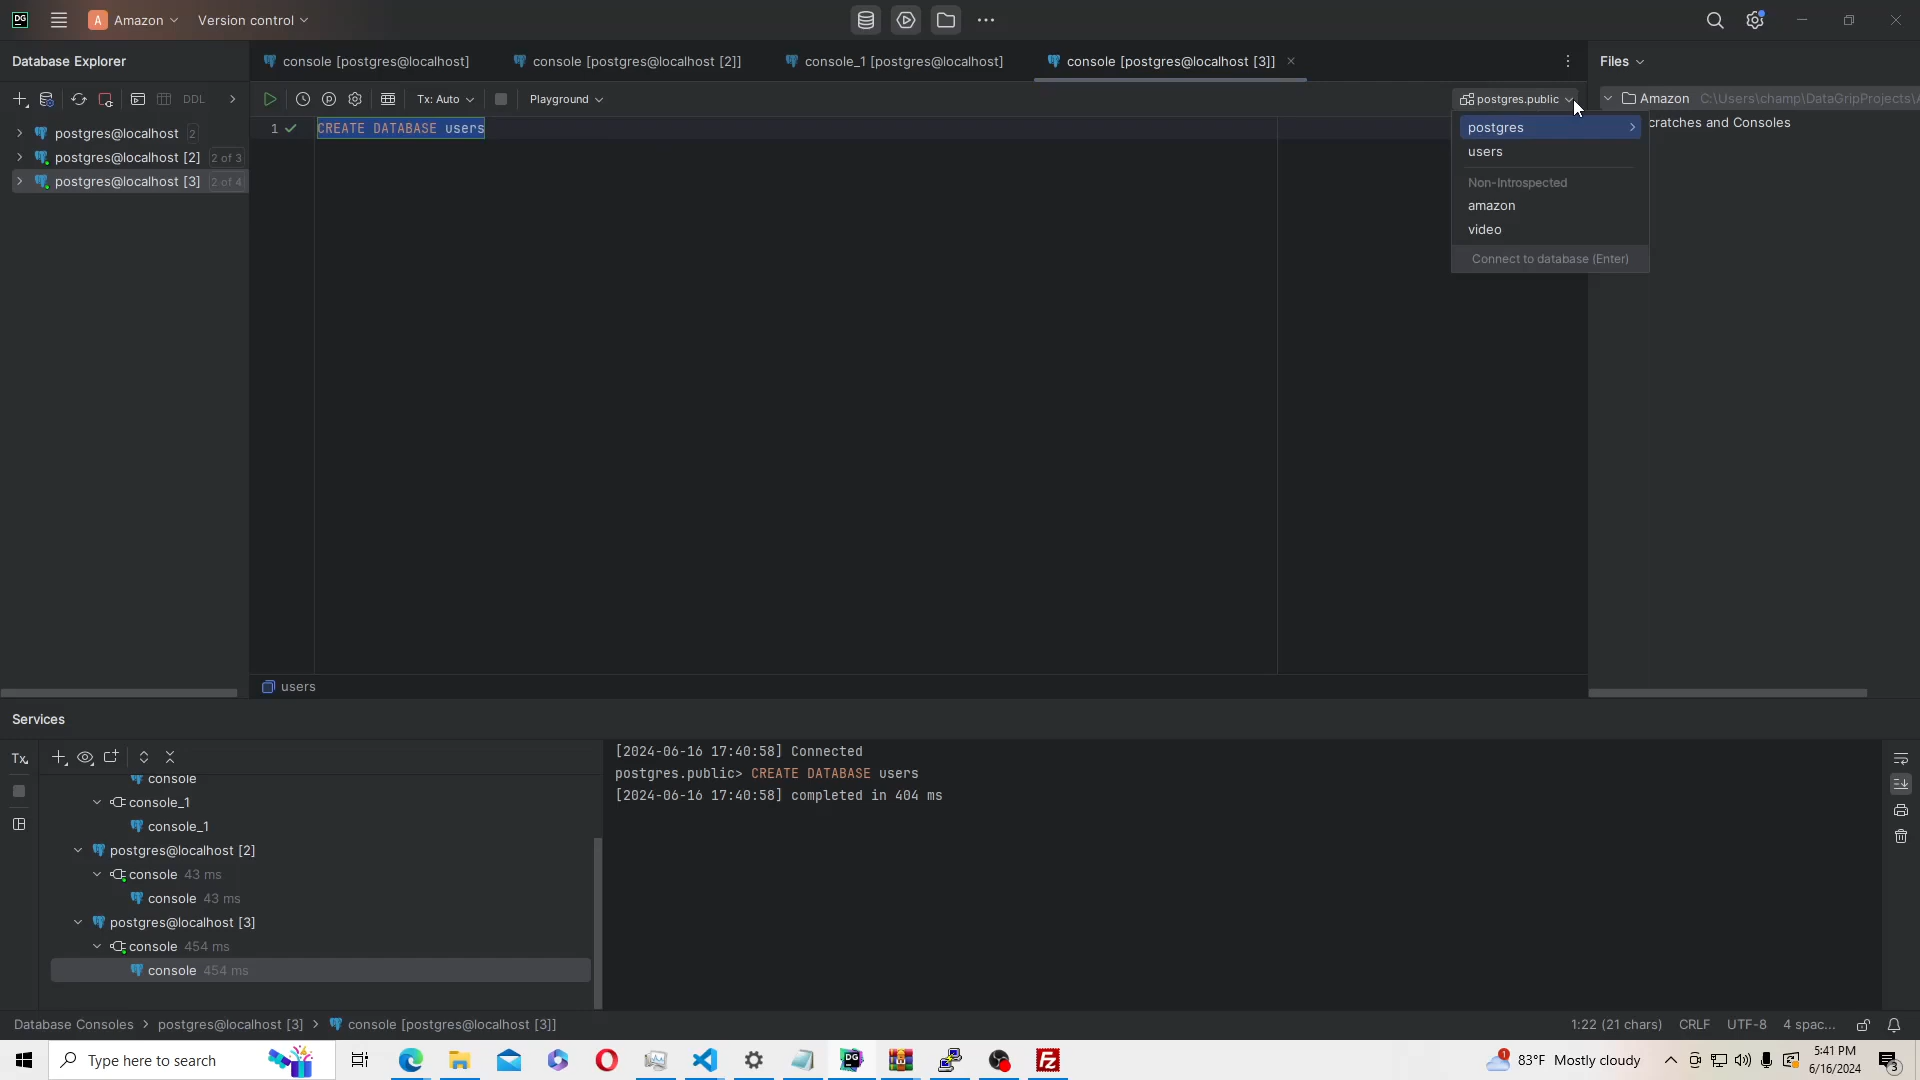 DG
A Amazon
Version control
Database Explorer
console [postgres@localhost]
console [postgres@localhost [2]]
console_1 [postgres@localhost]
console [postgres@localhost [3]]
Files
DDL
Tx: Auto
Playground
postgres.public
Amazon C:\Users\champ\DataGripProjects\A
cratches and Consoles
postgres@localhost 2
postgres@localhost [2] 2 of 3
postgres@localhost [3] 2 of 4
1 CREATE DATABASE users
postgres
users
Non-Introspected
amazon
video
Connect to database (Enter)
users
Services
Tx
console
console_1
console_1
postgres@localhost [2]
console 43 ms
console 43 ms
postgres@localhost [3]
console 454 ms
console 454 ms
[2024-06-16 17:40:58] Connected
postgres.public> CREATE DATABASE users
[2024-06-16 17:40:58] completed in 404 ms
Database Consoles > postgres@localhost [3] > console [postgres@localhost [3]]
1:22 (21 chars)
CRLF
UTF-8
4 spac...
Type here to search
DG
1
83°F Mostly cloudy
5:41 PM
6/16/2024
3